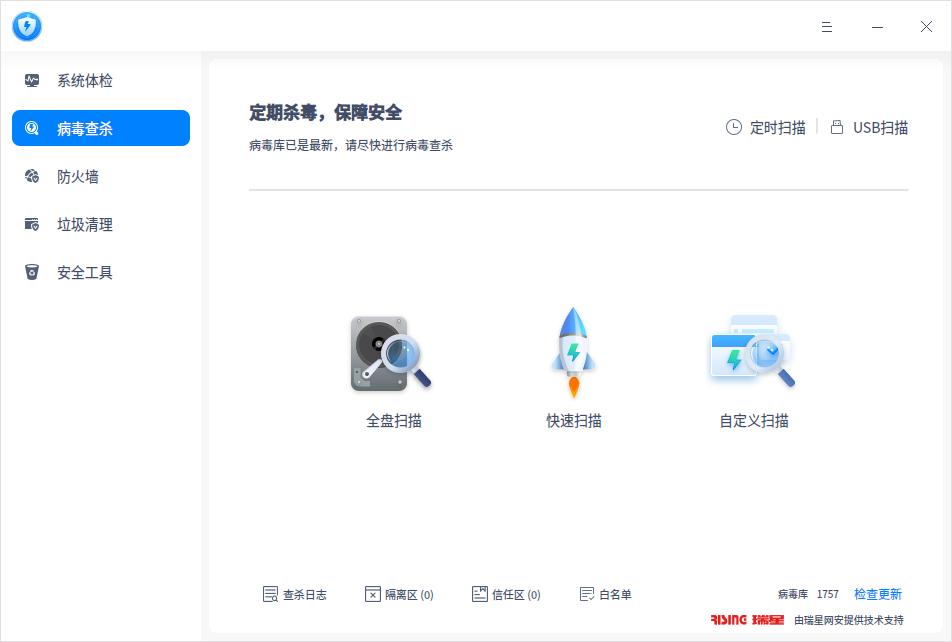 系统体检
病毒查杀
防火墙
垃圾清理
安全工具
定期杀毒，保障安全
病毒库已是最新，请尽快进行病毒查杀
定时扫描
USB扫描
全盘扫描
快速扫描
自定义扫描
查杀日志
隔离区 (0)
信任区 (0)
白名单
病毒库 1757 检查更新
RISING 瑞星 由瑞星网安提供技术支持